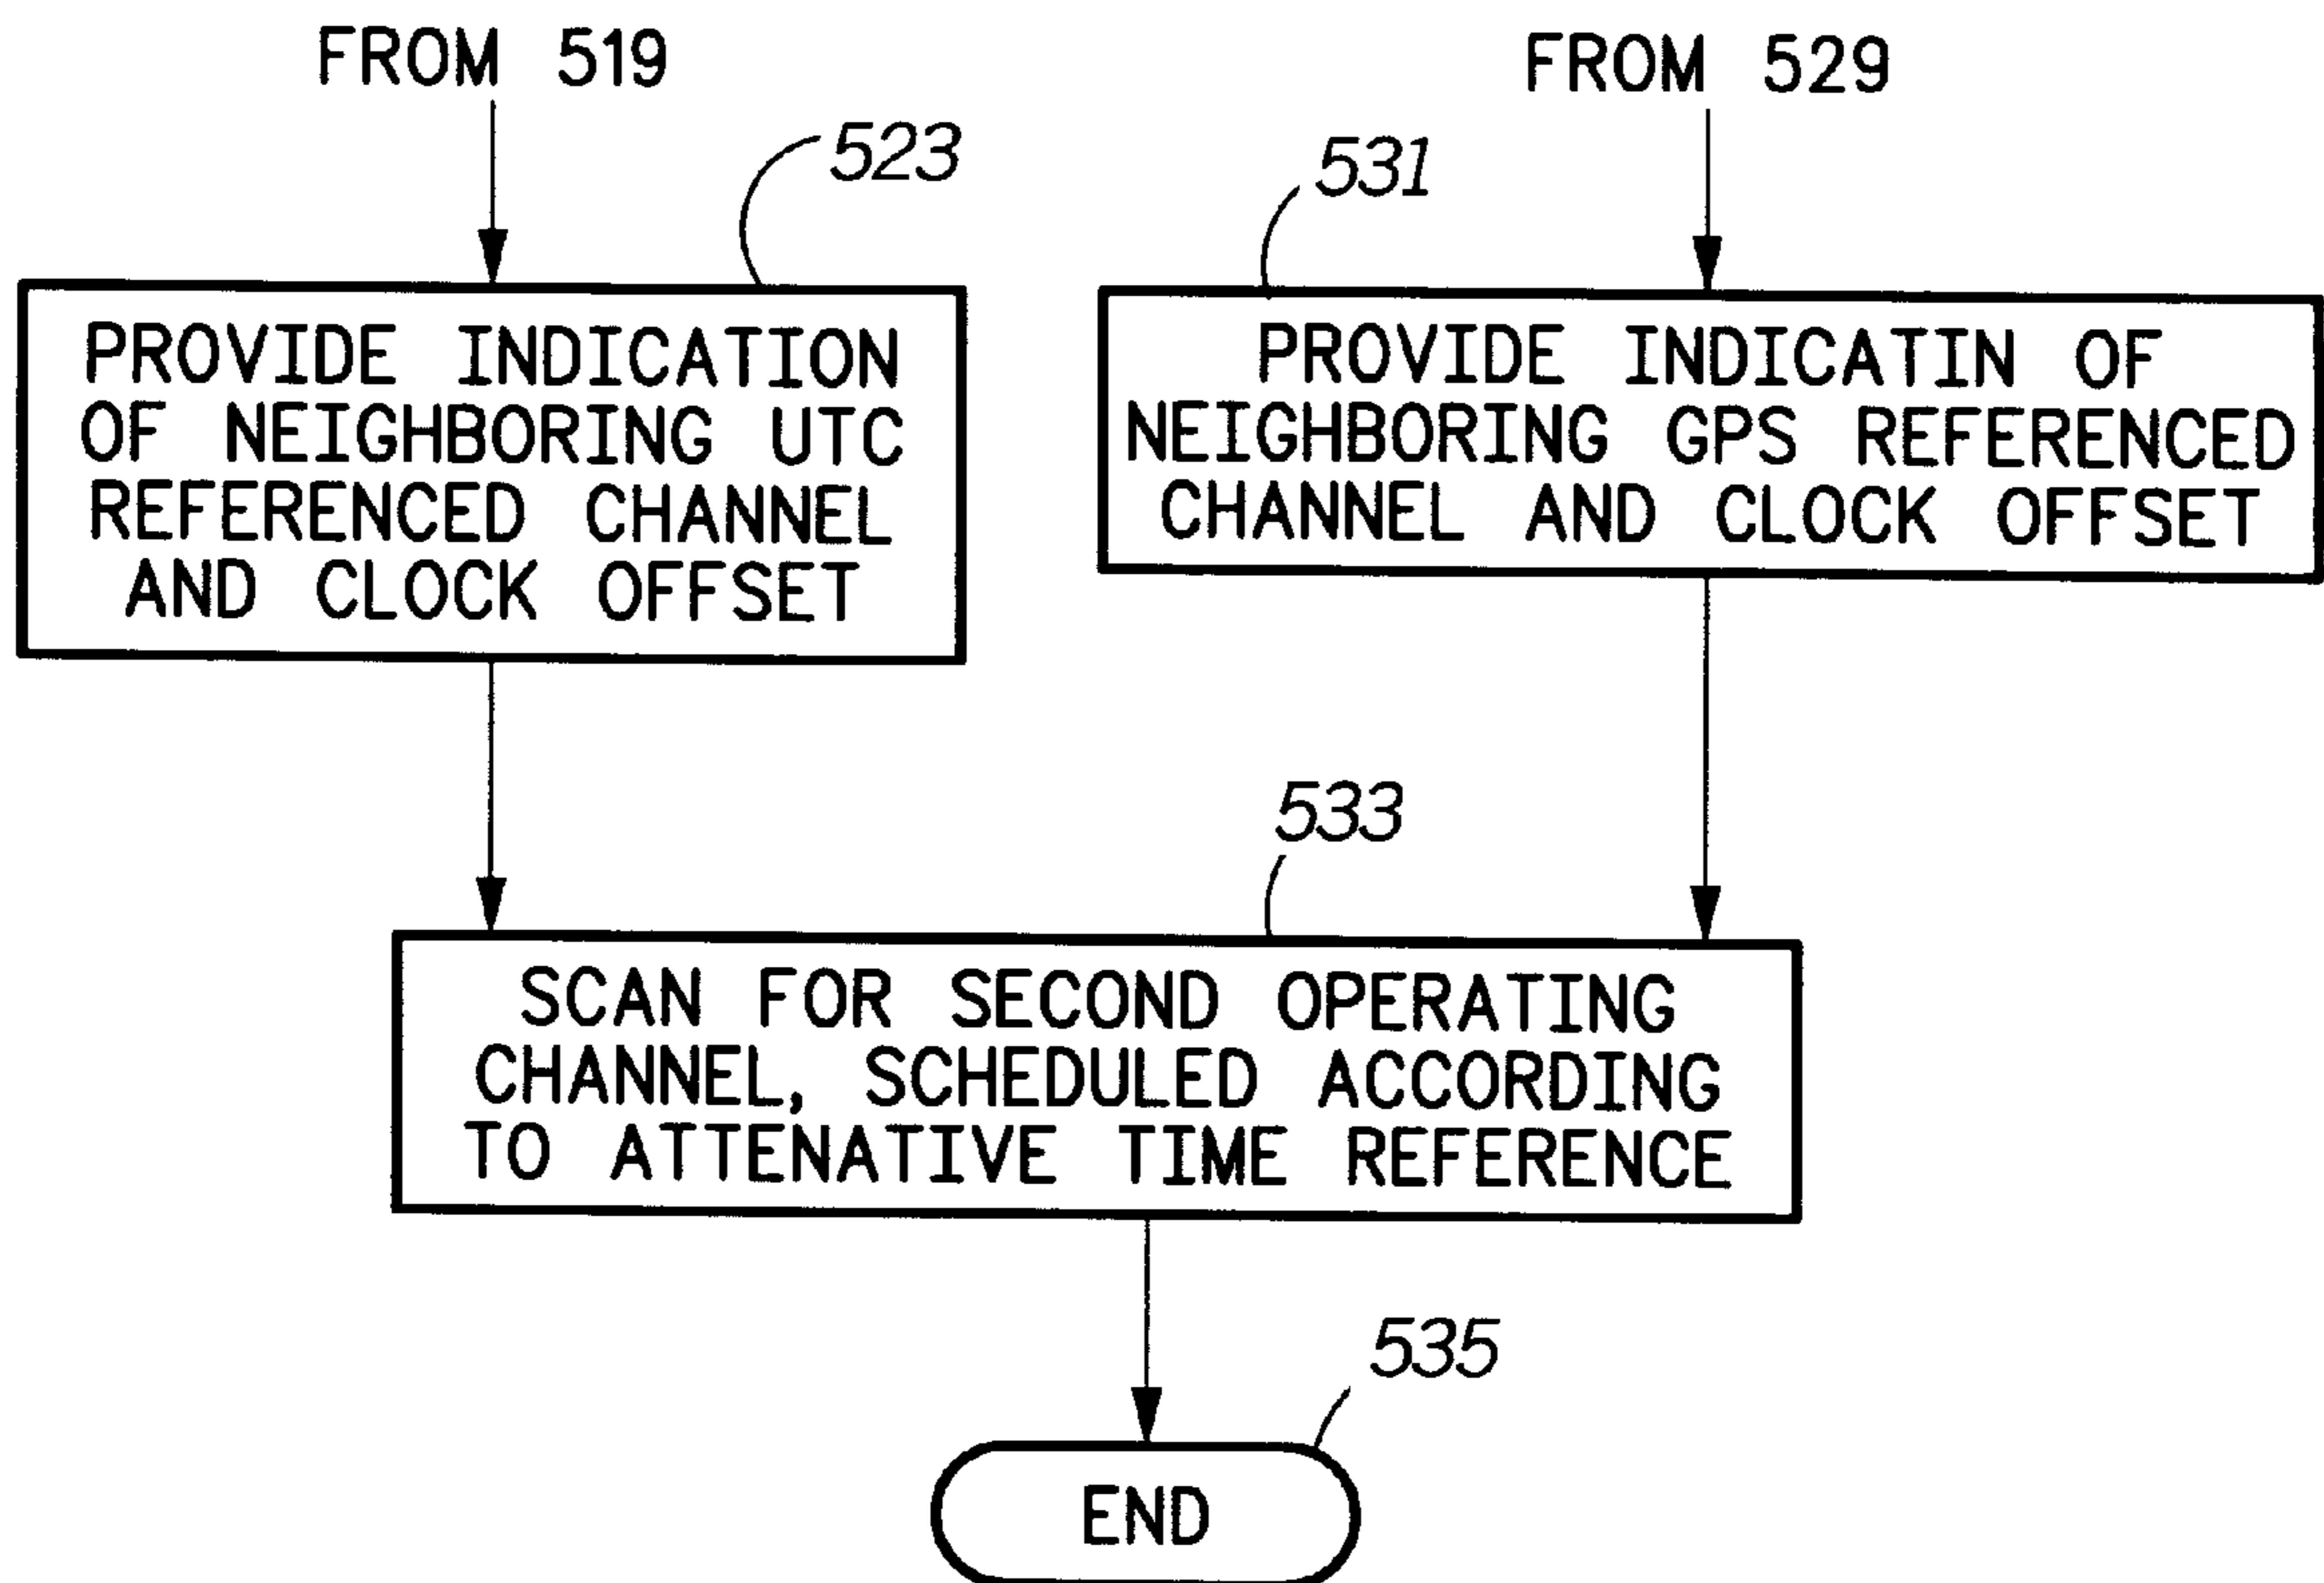 FROM 519
FROM 529
523
531
PROVIDE INDICATION
OF NEIGHBORING UTC
REFERENCED CHANNEL
AND CLOCK OFFSET
PROVIDE INDICATIN OF
NEIGHBORING GPS REFERENCED
CHANNEL AND CLOCK OFFSET
533
SCAN FOR SECOND OPERATING
CHANNEL, SCHEDULED ACCORDING
TO ATTENATIVE TIME REFERENCE
535
END